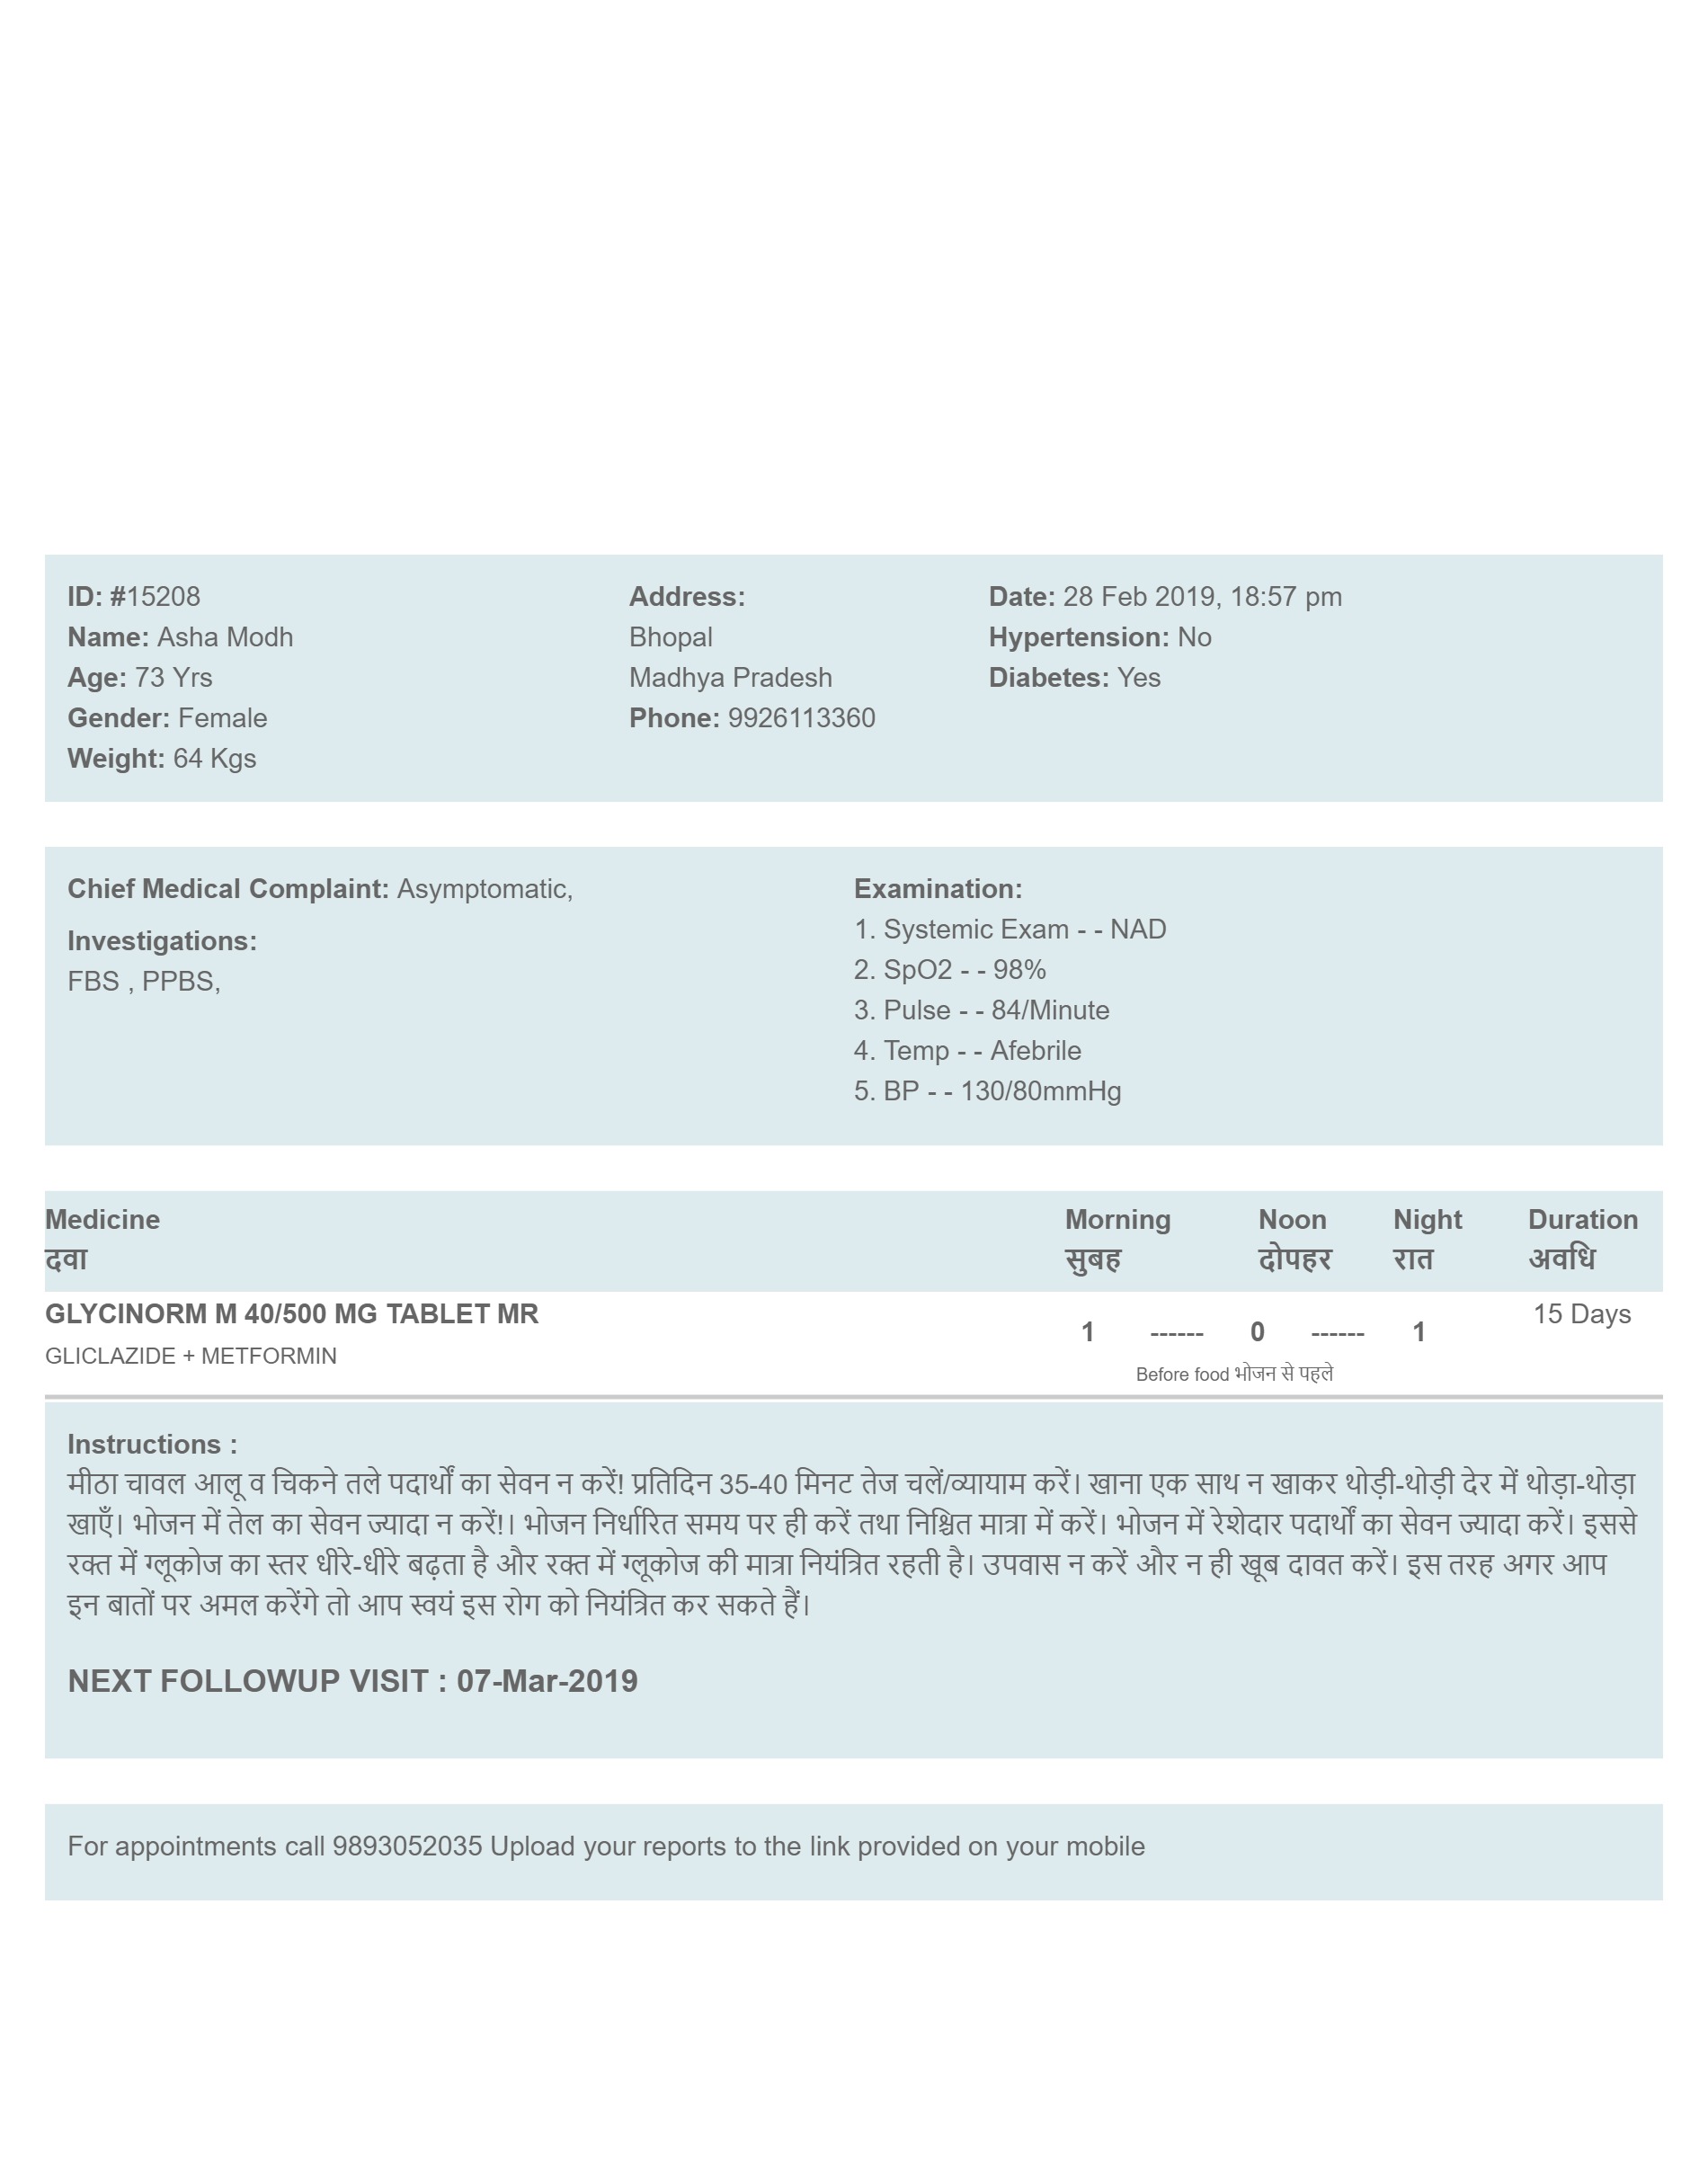 ID: #15208
Name: Asha Modh
Age: 73 Yrs
Gender: Female
Weight: 64 Kgs
Address:
Bhopal
Madhya Pradesh
Phone: 9926113360
Date: 28 Feb 2019, 18:57 pm
Hypertension: No
Diabetes: Yes
Chief Medical Complaint: Asymptomatic,
Investigations:
FBS , PPBS,
Examination:
1. Systemic Exam - - NAD
2. SpO2 - - 98%
3. Pulse - - 84/Minute
4. Temp - - Afebrile
5. BP - - 130/80mmHg
Medicine Morning Noon Night Duration
दवा सुबह दोपहर रात अवधि
GLYCINORM M 40/500 MG TABLET MR 1 ------ 0 ------ 1 15 Days
GLICLAZIDE + METFORMIN
Before food भोजन से पहले
Instructions :
मीठा चावल आलू व चिकने तले पदार्थों का सेवन न करें! प्रतिदिन 35-40 मिनट तेज चलें/व्यायाम करें। खाना एक साथ न खाकर थोड़ी-थोड़ी देर में थोड़ा-थोड़ा
खाएँ। भोजन में तेल का सेवन ज्यादा न करें!। भोजन निर्धारित समय पर ही करें तथा निश्चित मात्रा में करें। भोजन में रेशेदार पदार्थों का सेवन ज्यादा करें। इससे
रक्त में ग्लूकोज का स्तर धीरे-धीरे बढ़ता है और रक्त में ग्लूकोज की मात्रा नियंत्रित रहती है। उपवास न करें और न ही खूब दावत करें। इस तरह अगर आप
इन बातों पर अमल करेंगे तो आप स्वयं इस रोग को नियंत्रित कर सकते हैं।
NEXT FOLLOWUP VISIT : 07-Mar-2019
For appointments call 9893052035 Upload your reports to the link provided on your mobile